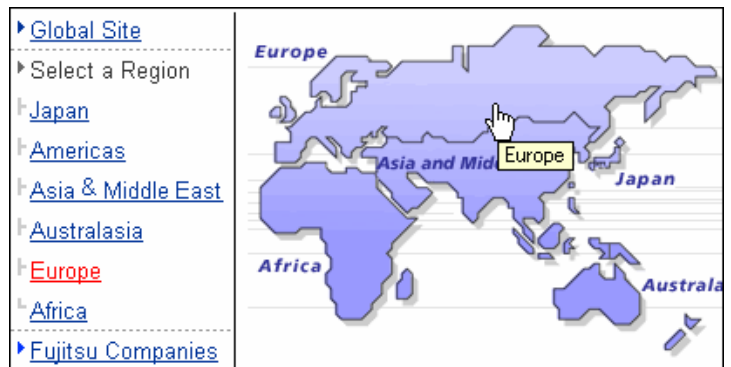 Global Site
Select a Region
Japan
Americas
Asia & Middle East
Australasia
Europe
Africa
Fujitsu Companies
Europe
Asia and Mid
Europe
Japan
Africa
Australa